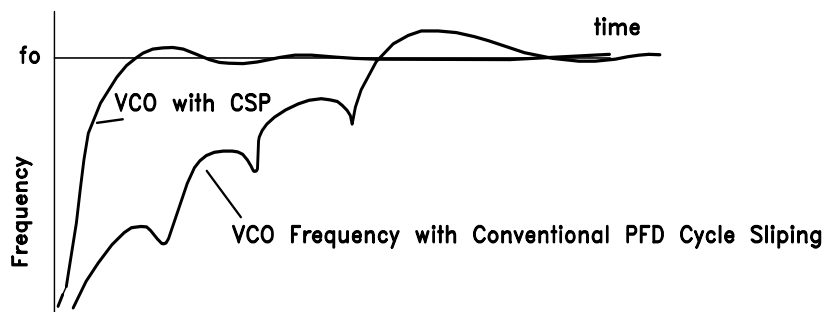 time
fo
VCO with CSP
Frequency
VCO Frequency with Conventional PFD Cycle Sliping